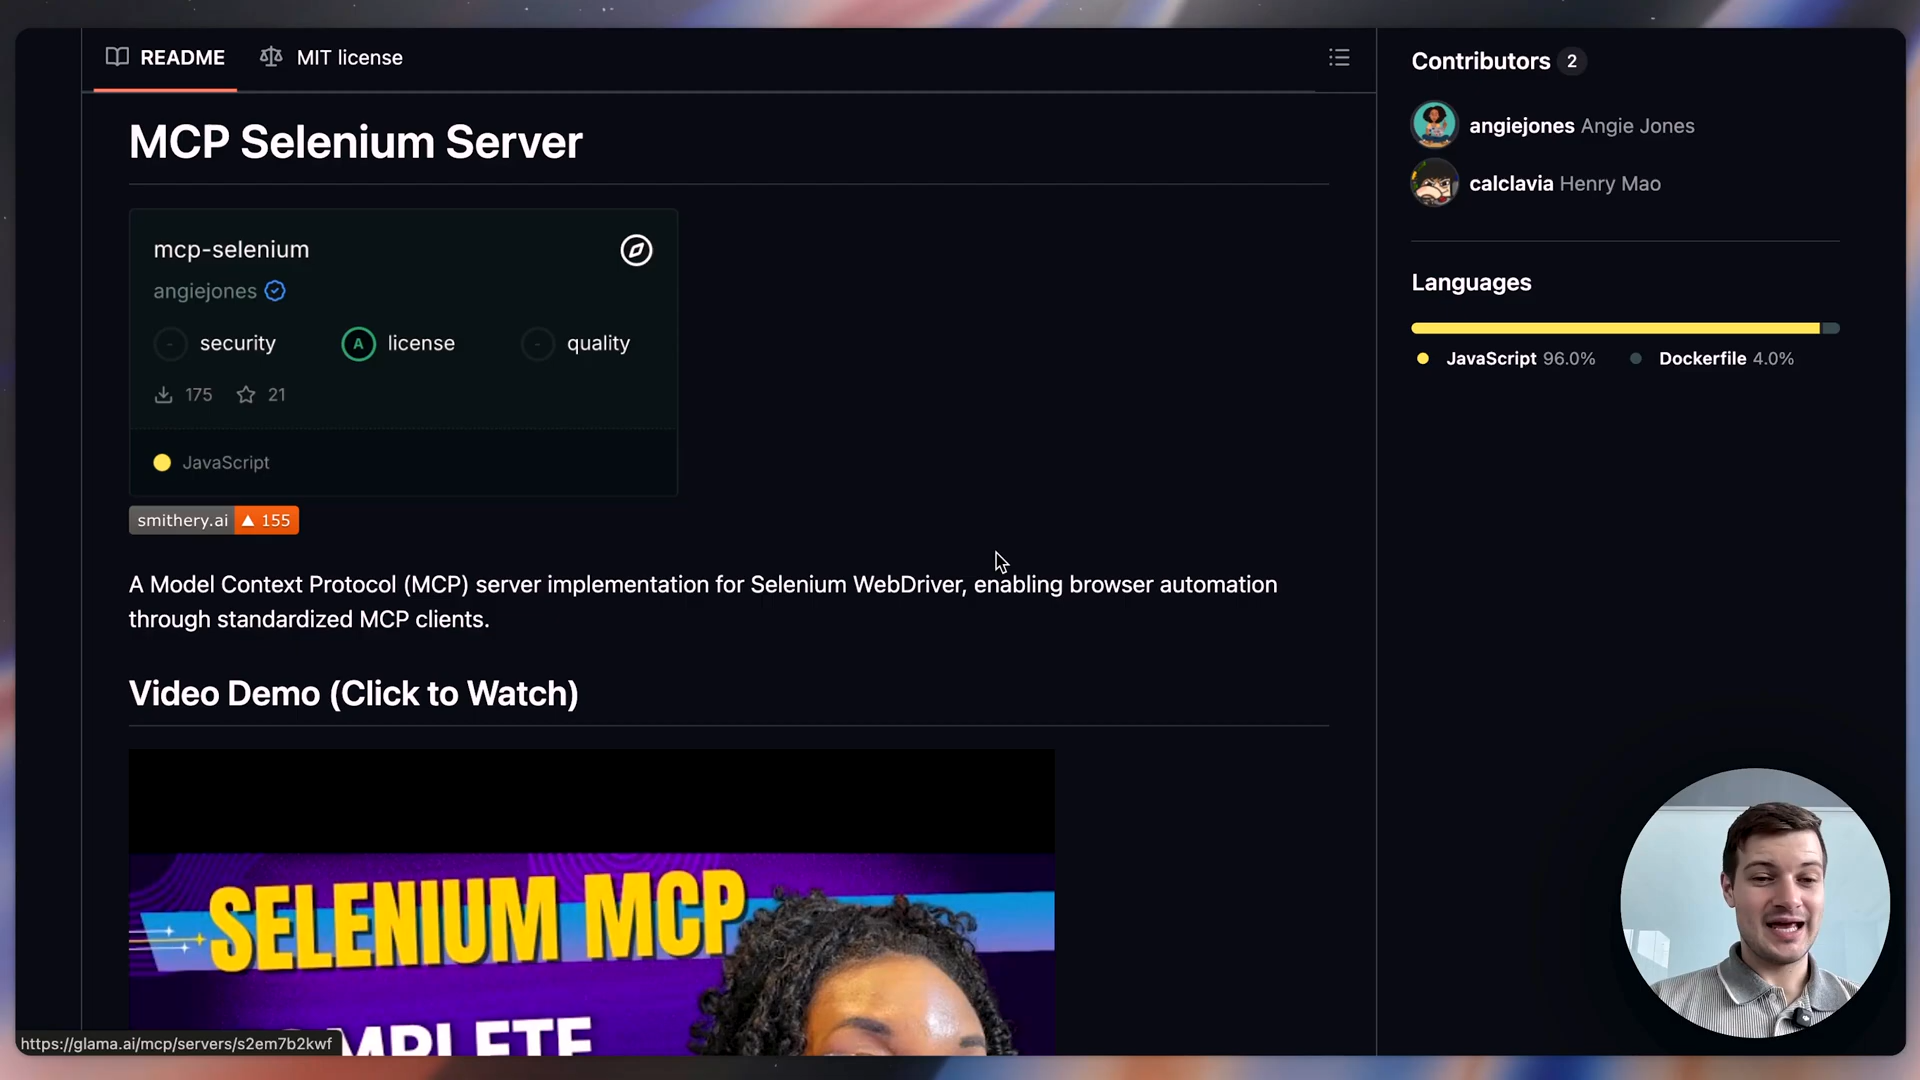 README
MIT license
MCP Selenium Server
mcp-selenium
angiejones
- security
A license
- quality
175
21
JavaScript
smithery.ai ▲ 155
A Model Context Protocol (MCP) server implementation for Selenium WebDriver, enabling browser automation
through standardized MCP clients.
Video Demo (Click to Watch)
SELENIUM MCP
https://glama.ai/mcp/servers/s2em7b2kwf
Contributors 2
angiejones Angie Jones
calclavia Henry Mao
Languages
JavaScript 96.0%
Dockerfile 4.0%